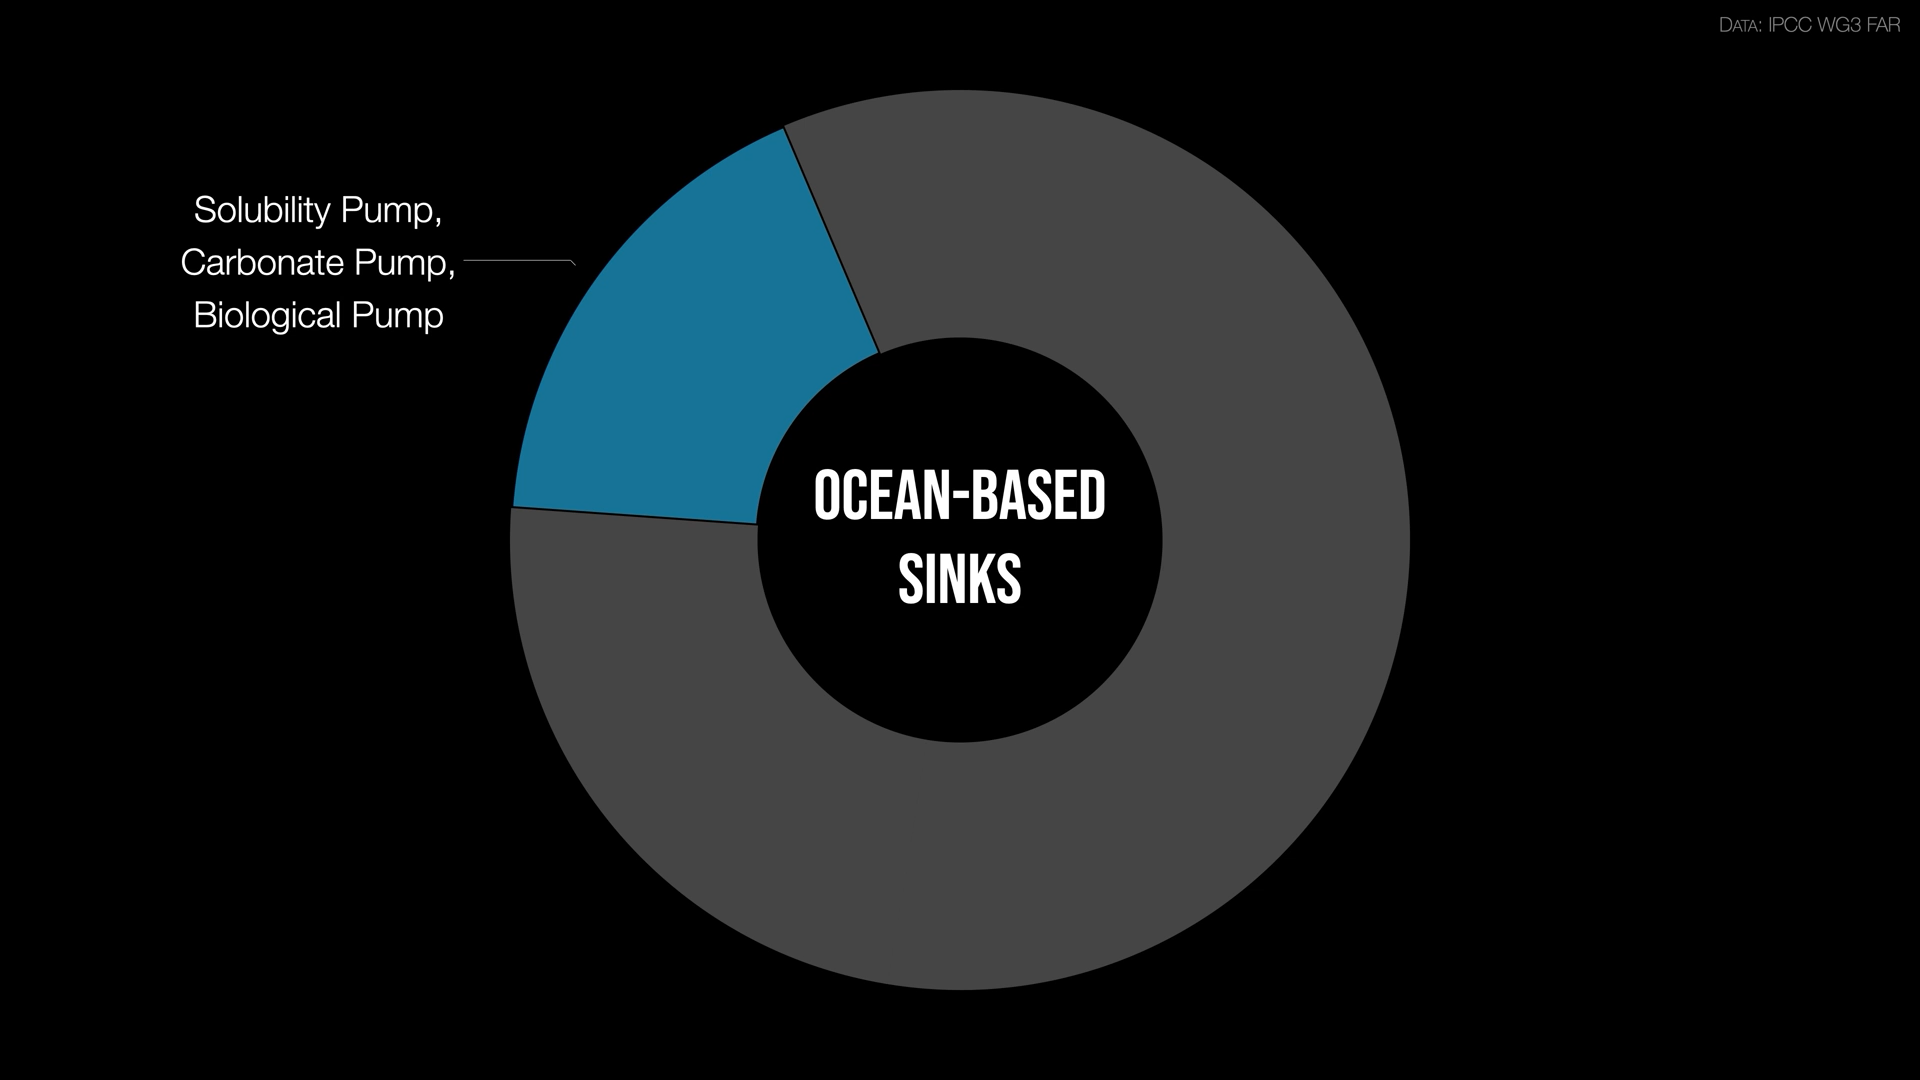 DATA: IPCC WG3 FAR
Solubility Pump,
Carbonate Pump,
Biological Pump
OCEAN-BASED
SINKS